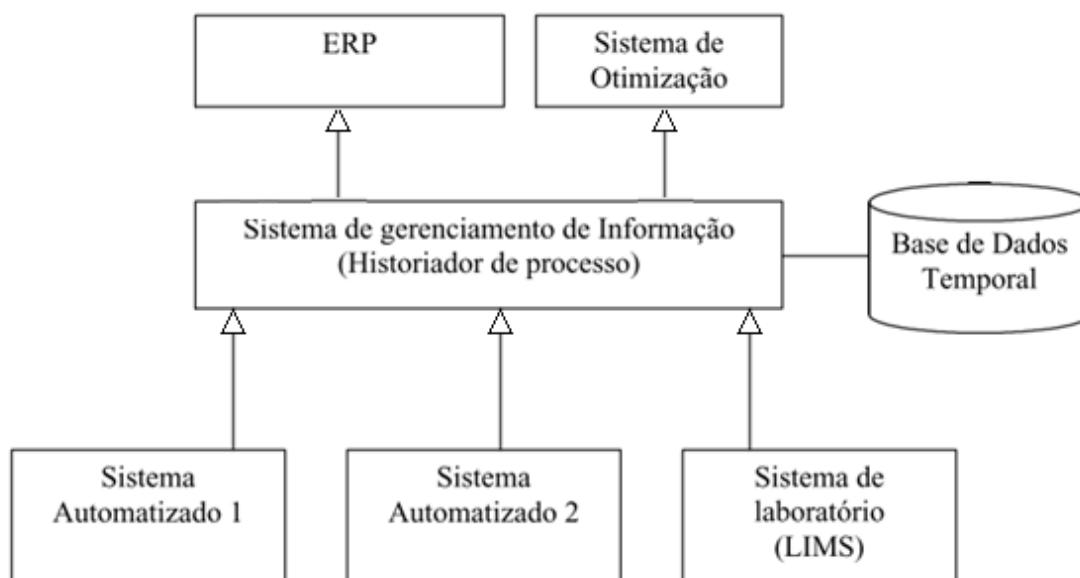 ERP
Sistema de
Otimização
Sistema de gerenciamento de Informação
(Historiador de processo)
Base de Dados
Temporal
Sistema
Automatizado 1
Sistema
Automatizado 2
Sistema de
laboratório
(LIMS)